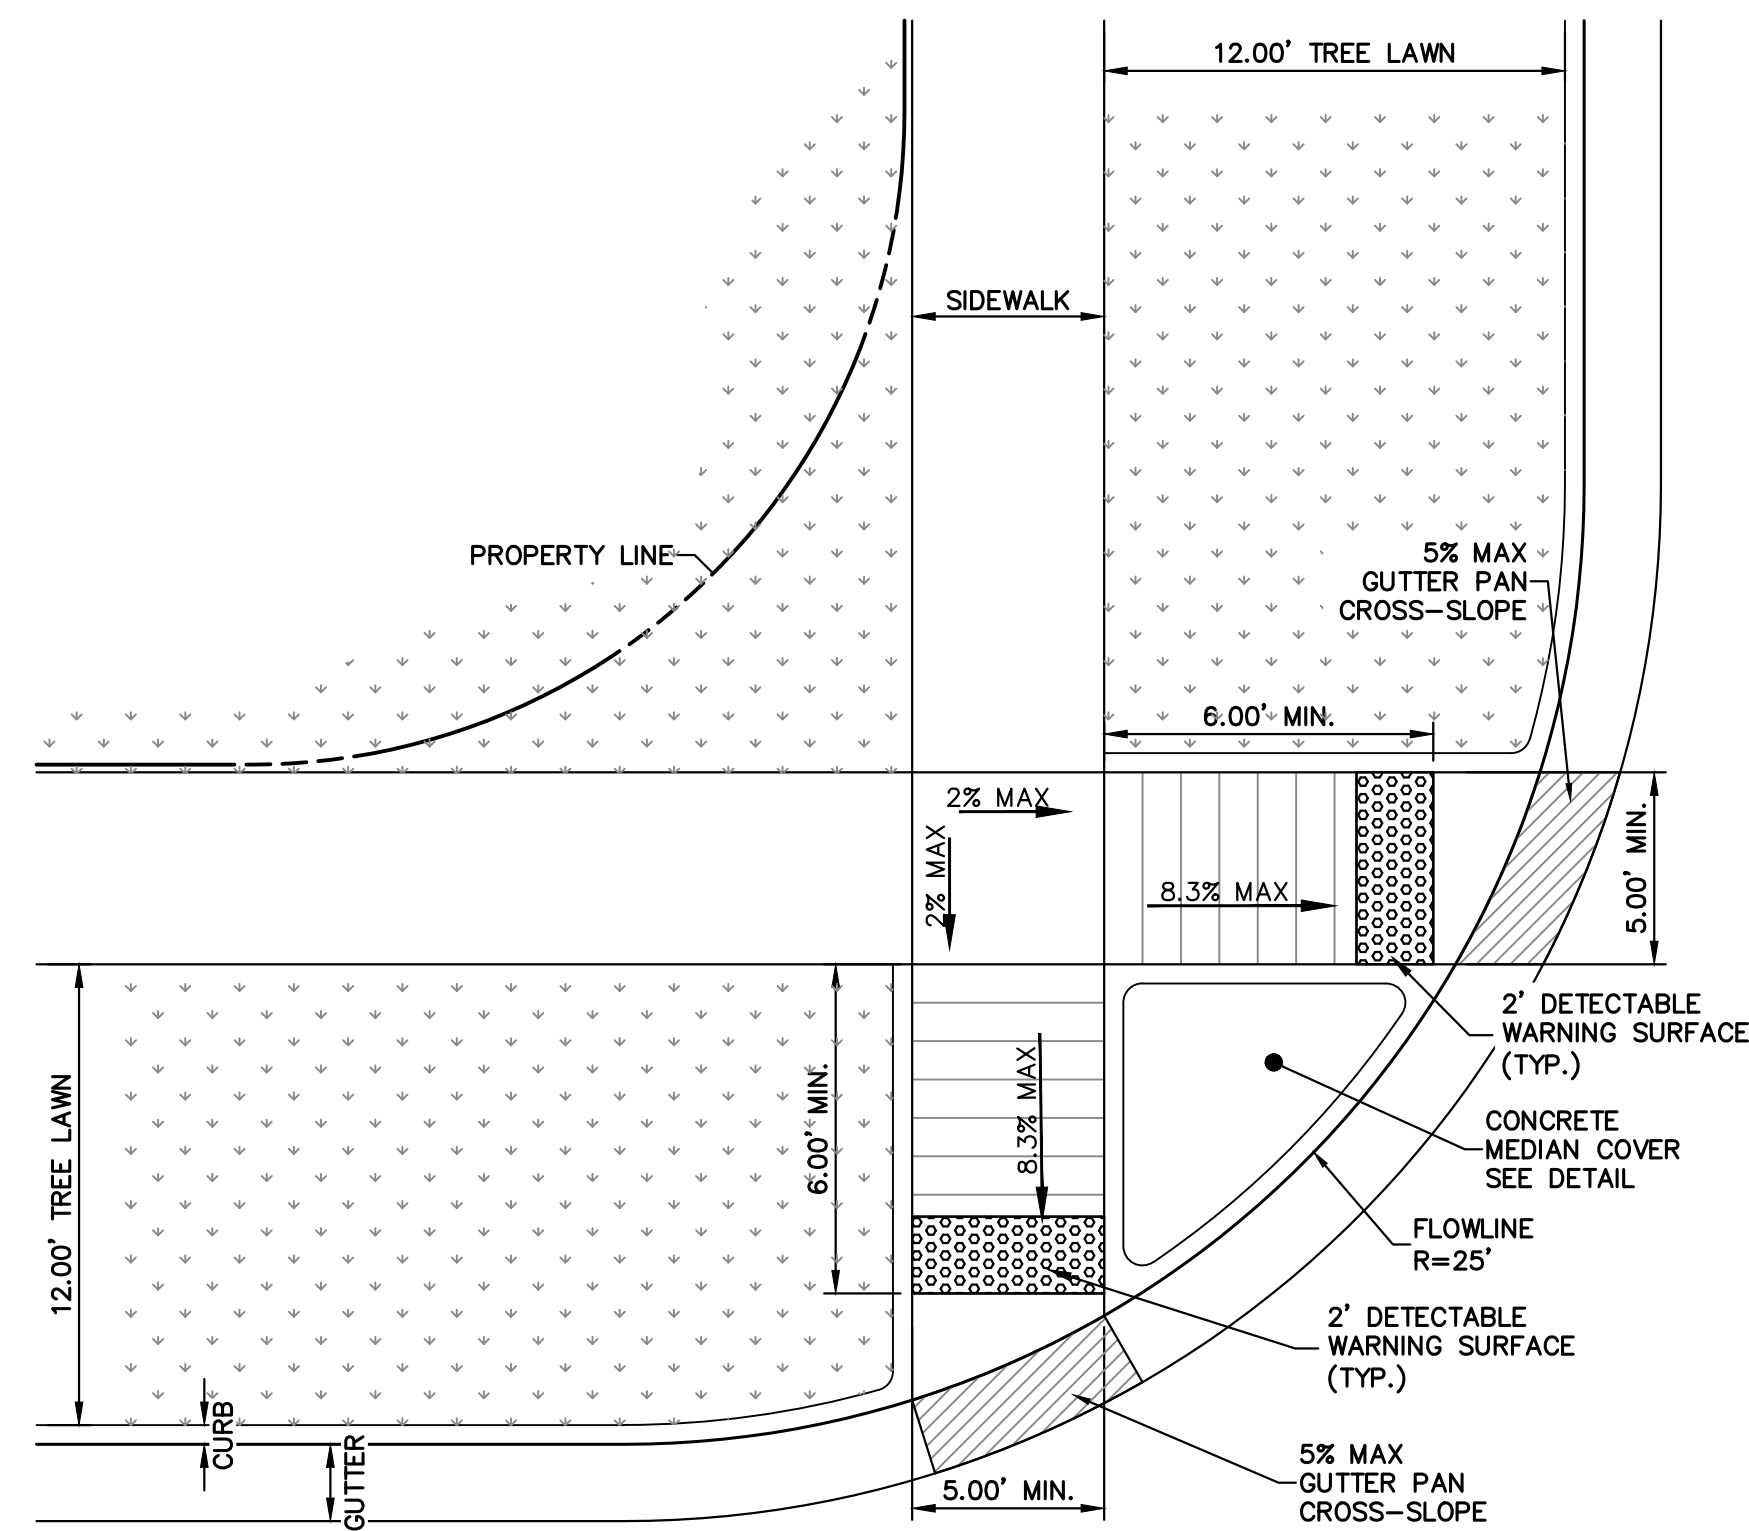 12.00' TREE LAWN
SIDEWALK
PROPERTY LINE
5% MAX
GUTTER PAN
CROSS-SLOPE
6.00' MIN.
2% MAX
2% MAX
8.3% MAX
5.00' MIN.
2' DETECTABLE
WARNING SURFACE
(TYP.)
12.00' TREE LAWN
6.00' MIN.
8.3% MAX
CONCRETE
MEDIAN COVER
SEE DETAIL
FLOWLINE
R=25'
2' DETECTABLE
WARNING SURFACE
(TYP.)
CURB
GUTTER
5.00' MIN.
5% MAX
GUTTER PAN
CROSS-SLOPE